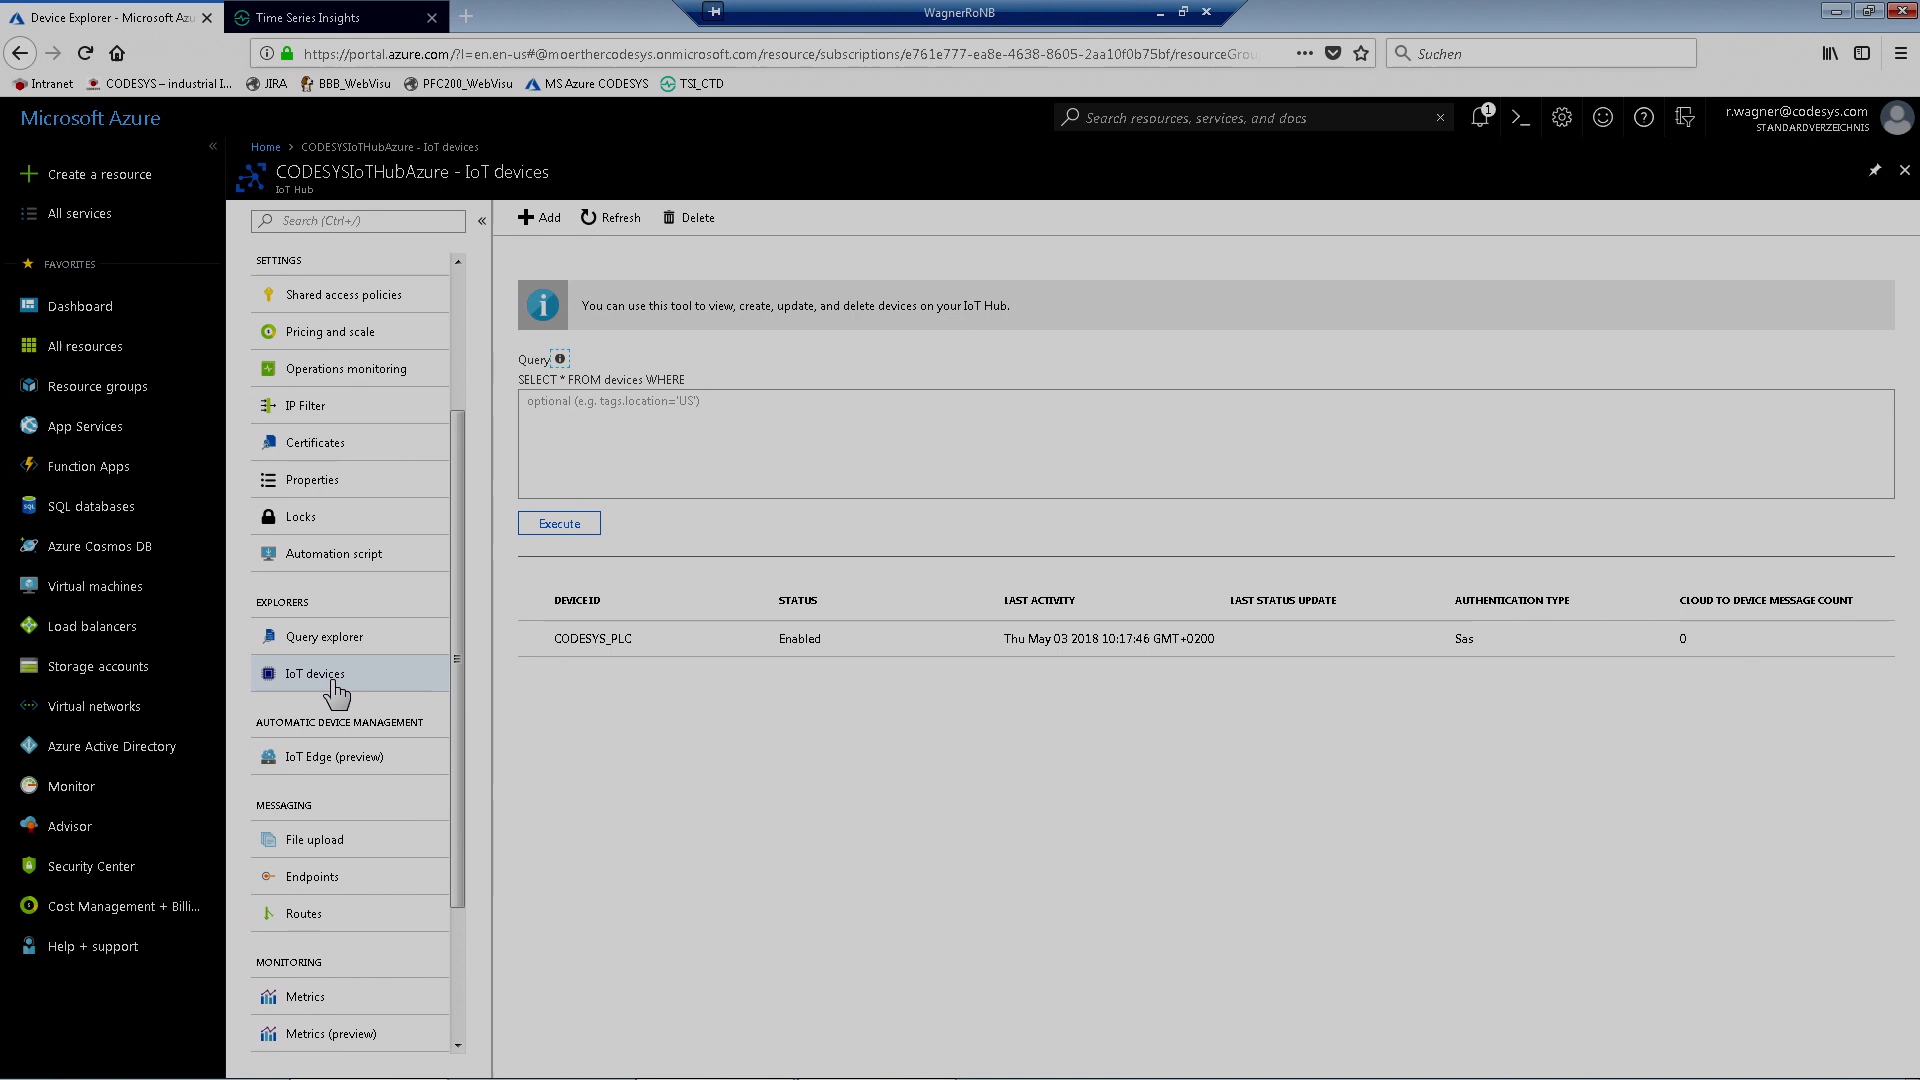 Device Explorer - Microsoft Azu
Time Series Insights
WagnerRoNB
https://portal.azure.com/?l=en.en-us#@moerthercodesys.onmicrosoft.com/resource/subscriptions/e761e777-ea8e-4638-8605-2aa10f0b75bf/resourceGrou
Suchen
Intranet
CODESYS – industrial I...
JIRA
BBB_WebVisu
PFC200_WebVisu
MS Azure CODESYS
TSI_CTD
Microsoft Azure
Search resources, services, and docs
1
r.wagner@codesys.com
STANDARDVERZEICHNIS
Create a resource
All services
FAVORITES
Dashboard
All resources
Resource groups
App Services
Function Apps
SQL databases
Azure Cosmos DB
Virtual machines
Load balancers
Storage accounts
Virtual networks
Azure Active Directory
Monitor
Advisor
Security Center
Cost Management + Billi...
Help + support
Home > CODESYSIoTHubAzure - IoT devices
CODESYSIoTHubAzure - IoT devices
IoT Hub
Search (Ctrl+/)
SETTINGS
Shared access policies
Pricing and scale
Operations monitoring
IP Filter
Certificates
Properties
Locks
Automation script
EXPLORERS
Query explorer
IoT devices
AUTOMATIC DEVICE MANAGEMENT
IoT Edge (preview)
MESSAGING
File upload
Endpoints
Routes
MONITORING
Metrics
Metrics (preview)
Add
Refresh
Delete
You can use this tool to view, create, update, and delete devices on your IoT Hub.
Query
SELECT * FROM devices WHERE
optional (e.g. tags.location='US')
Execute
DEVICE ID
STATUS
LAST ACTIVITY
LAST STATUS UPDATE
AUTHENTICATION TYPE
CLOUD TO DEVICE MESSAGE COUNT
CODESYS_PLC
Enabled
Thu May 03 2018 10:17:46 GMT+0200
Sas
0